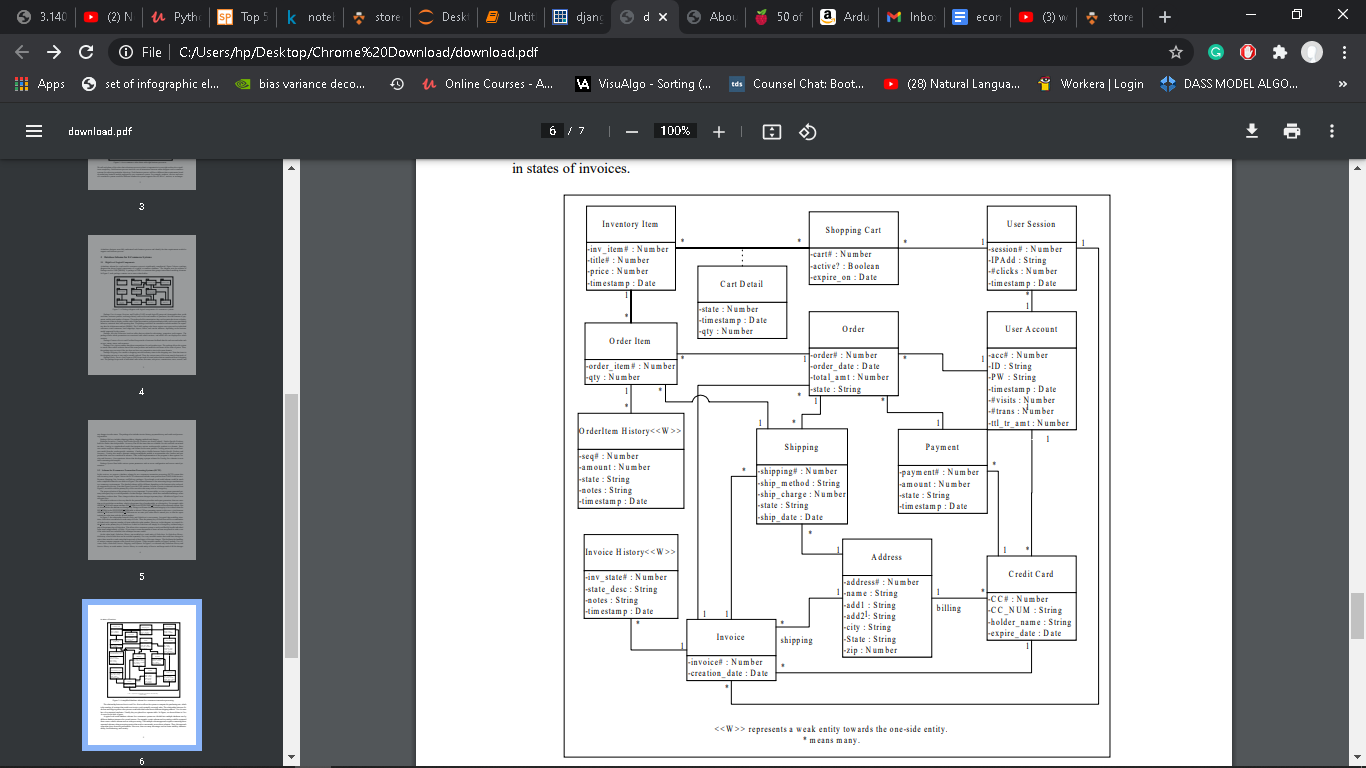 3.140
(2) N
Pytho
Top 5
notel
store
Deskt
Untitl
djang
d
Abou
50 of
Ardu
Inbo
econ
(3) w
store
File | C:/Users/hp/Desktop/Chrome%20Download/download.pdf
Apps
set of infographic el...
bias variance deco...
Online Courses - A...
VisuAlgo - Sorting (...
Counsel Chat: Boot...
(28) Natural Langua...
Workera | Login
DASS MODEL ALGO...
»
download.pdf
6 / 7
100%
3
4
5
6
in states of invoices.
Inventory Item
-inv_item# : Number
-title# : Number
-price : Number
-timestamp : Date
Shopping Cart
-cart# : Number
-active? : Boolean
-expire_on : Date
User Session
-session# : Number
-IPAdd : String
-#clicks : Number
-timestamp : Date
* * * 1 1
Cart Detail
-state : Number
-timestamp : Date
-qty : Number
1
*
*
1
Order Item
-order_item# : Number
-qty : Number
Order
-order# : Number
-order_date : Date
-total_amt : Number
-state : String
User Account
-acc# : Number
-ID : String
-PW : String
-timestamp : Date
-#visits : Number
-#trans : Number
-ttl_tr_amt : Number
* 1 * 1
1 * * 1 *
* 1 * 1 1
OrderItem History<<W>>
-seq# : Number
-amount : Number
-state : String
-notes : String
-timestamp : Date
Shipping
-shipping# : Number
-ship_method : String
-ship_charge : Number
-state : String
-ship_date : Date
Payment
-payment# : Number
-amount : Number
-state : String
-timestamp : Date
* *
Invoice History<<W>>
-inv_state# : Number
-state_desc : String
-notes : String
-timestamp : Date
* 1 1 *
Address
-address# : Number
-name : String
-add1 : String
-add2 : String
-city : String
-State : String
-zip : Number
Credit Card
-CC# : Number
-CC_NUM : String
-holder_name : String
-expire_date : Date
1 1 *
billing
1 1
* 1
Invoice
-invoice# : Number
-creation_date : Date
*
shipping
* 1
*
<<W>> represents a weak entity towards the one-side entity.
* means many.